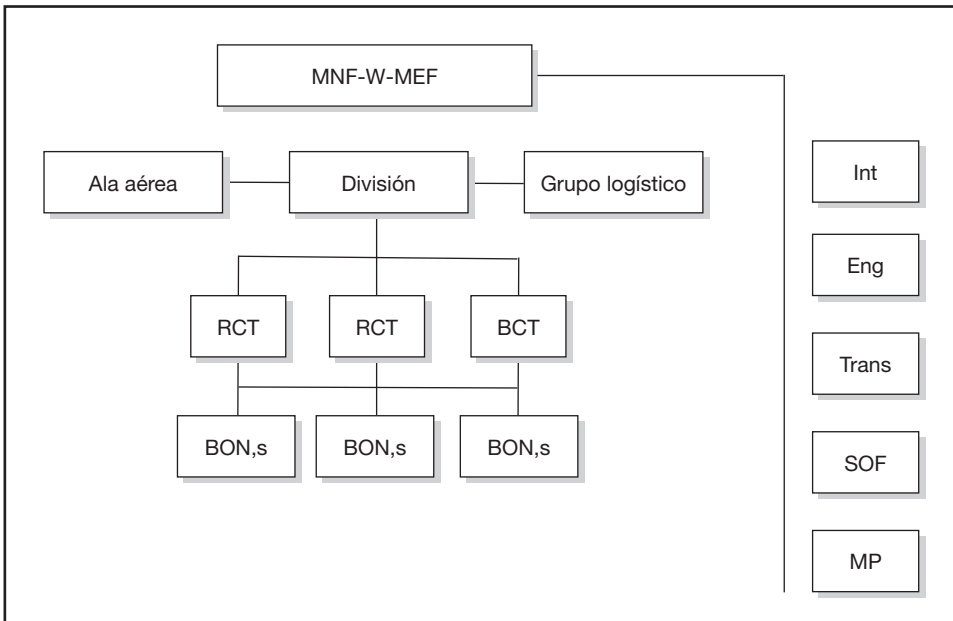 MNF-W-MEF
Ala aérea
División
Grupo logístico
RCT
RCT
BCT
BON,s
BON,s
BON,s
Int
Eng
Trans
SOF
MP